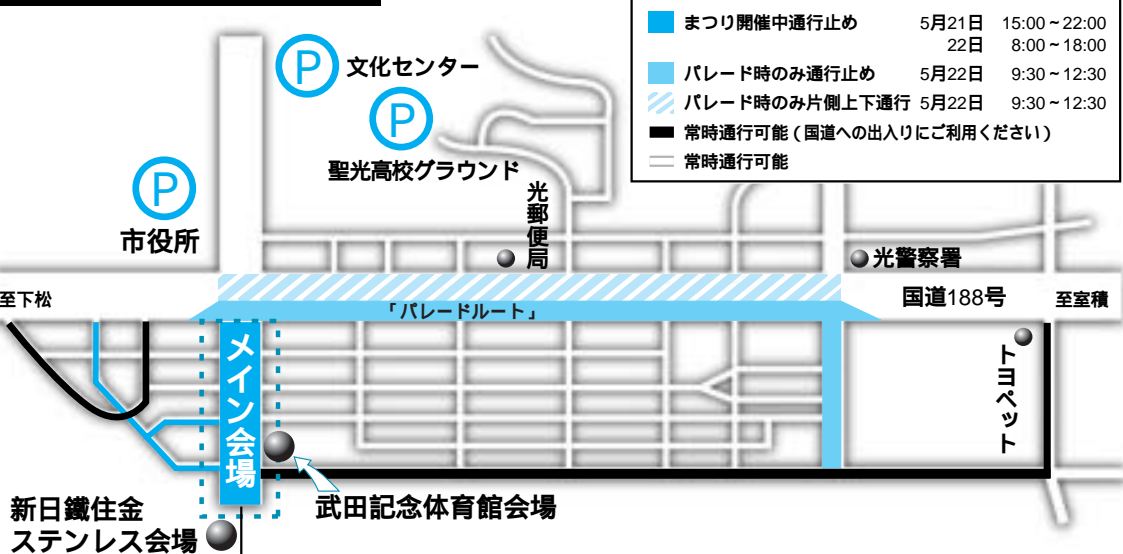 まつり開催中通行止め 5月21日 15:00~22:00
22日 8:00~18:00
パレード時のみ通行止め 5月22日 9:30~12:30
パレード時のみ片側上下通行 5月22日 9:30~12:30
常時通行可能(国道への出入りにご利用ください)
常時通行可能
P 文化センター
P
聖光高校グラウンド
P
市役所
光郵便局
光警察署
至下松
国道188号
至室積
「パレードルート」
メイン会場
トヨペット
武田記念体育館会場
新日鐵住金
ステンレス会場